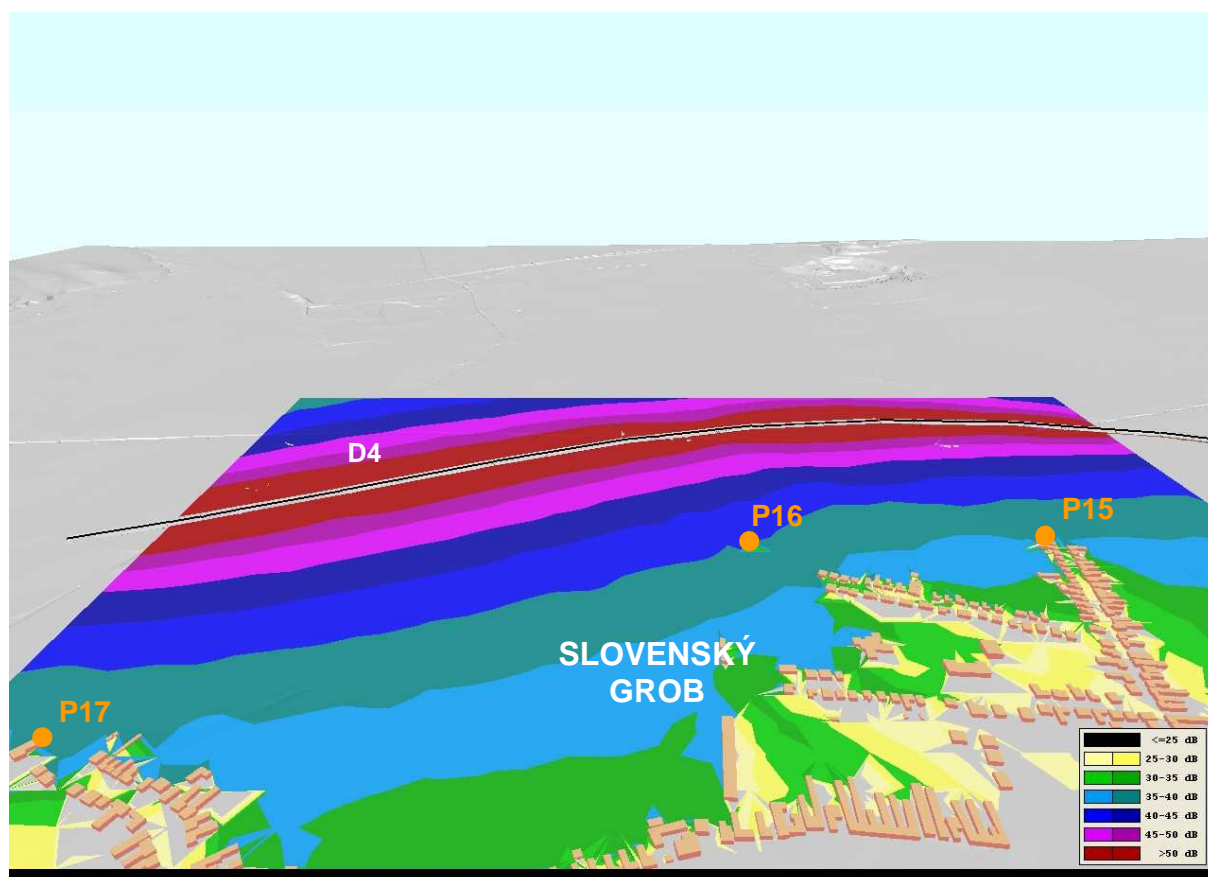 D4
P16
P15
SLOVENSKÝ
GROB
P17
<=25 dB
25-30 dB
30-35 dB
35-40 dB
40-45 dB
45-50 dB
>50 dB